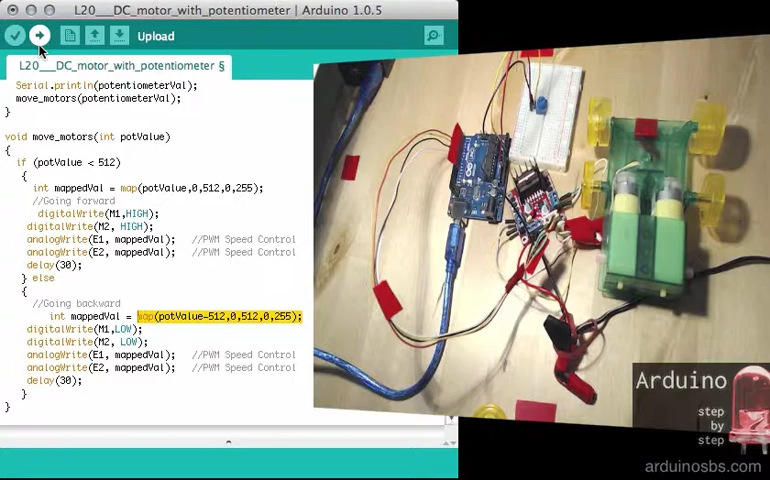 L20___DC_motor_with_potentiometer | Arduino 1.0.5
Upload
L20___DC_motor_with_potentiometer §
Serial.println(potentiometerVal);
move_motors(potentiometerVal);
}
void move_motors(int potValue)
{
if (potValue < 512)
{
int mappedVal = map(potValue,0,512,0,255);
//Going forward
digitalWrite(M1,HIGH);
digitalWrite(M2, HIGH);
analogWrite(E1, mappedVal); //PWM Speed Control
analogWrite(E2, mappedVal); //PWM Speed Control
delay(30);
} else
{
//Going backward
int mappedVal = map(potValue-512,0,512,0,255);
digitalWrite(M1,LOW);
digitalWrite(M2, LOW);
analogWrite(E1, mappedVal); //PWM Speed Control
analogWrite(E2, mappedVal); //PWM Speed Control
delay(30);
}
}
Arduino
step
by
step
arduinosbs.com